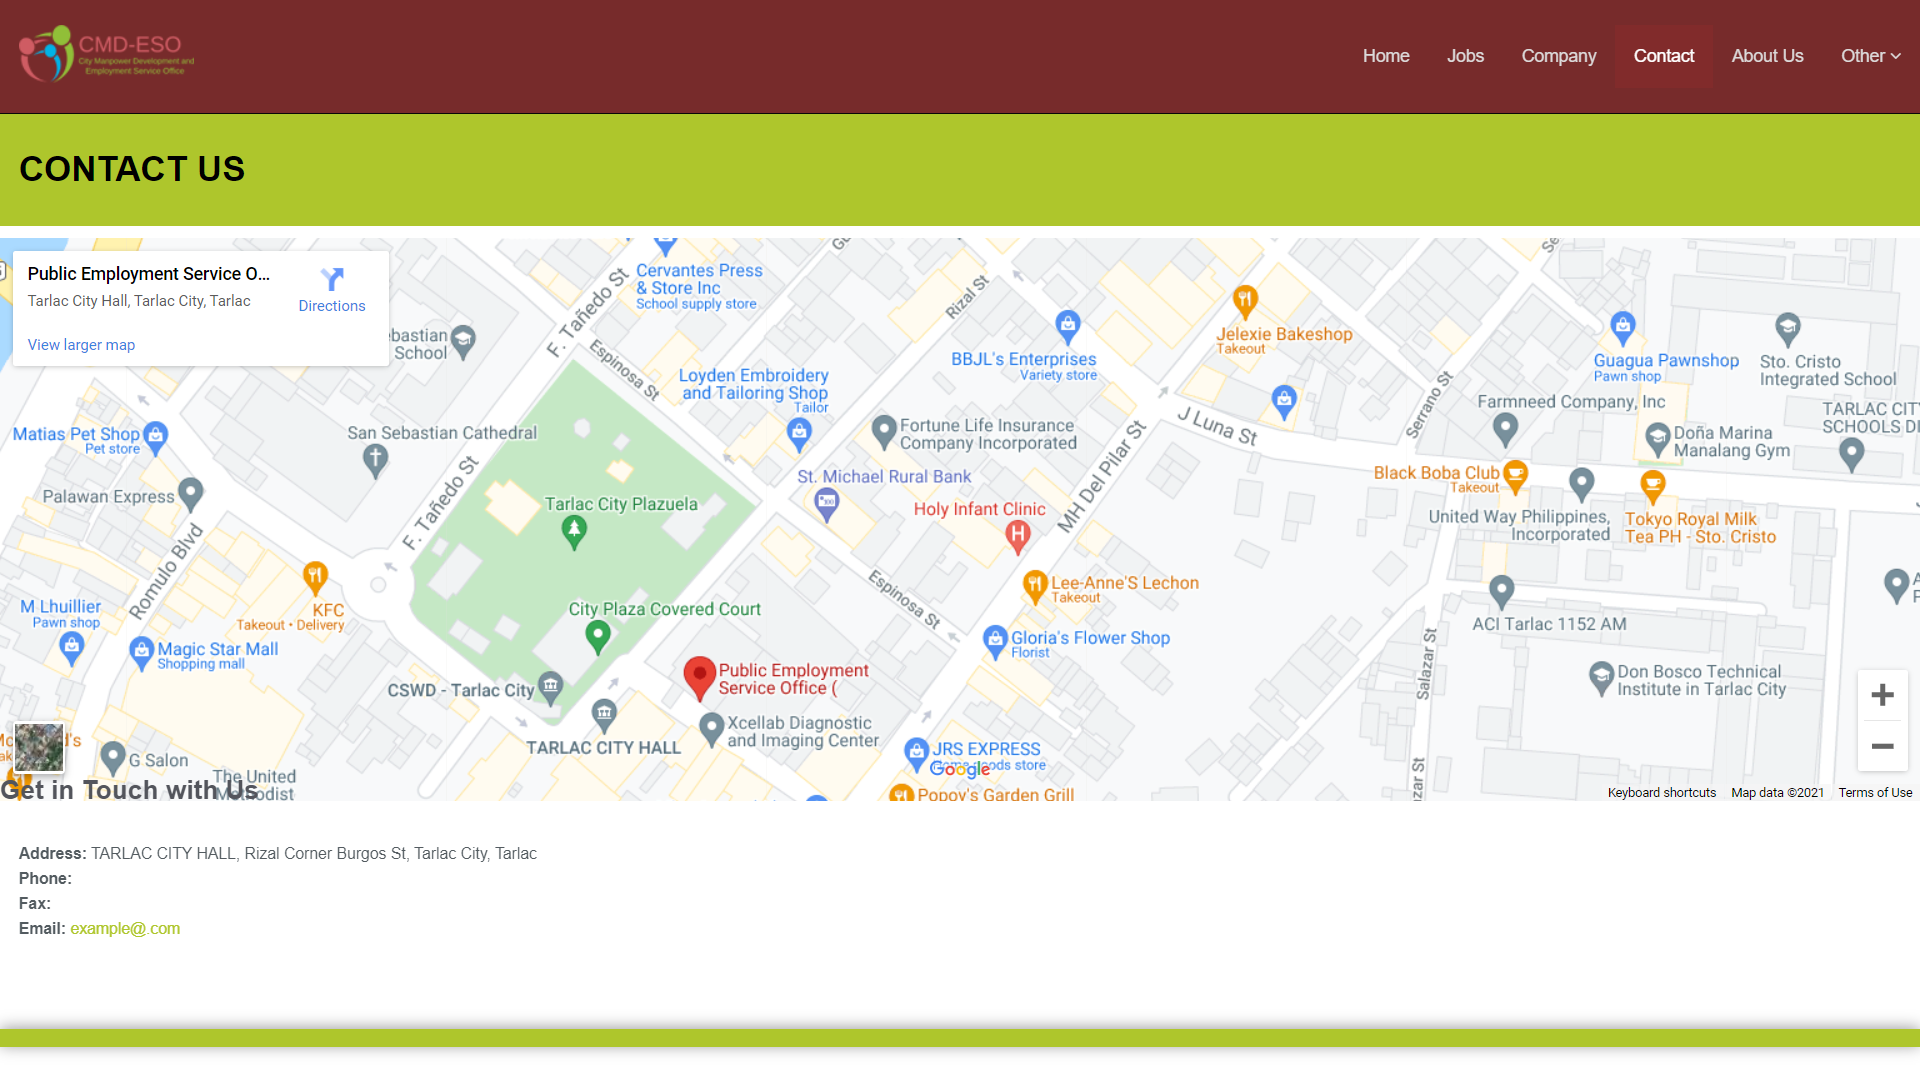 CMD-ESO
City Manpower Development and
Employment Service Office
Home
Jobs
Company
Contact
About Us
Other
CONTACT US
Public Employment Service O...
Tarlac City Hall, Tarlac City, Tarlac
Directions
View larger map
Cervantes Press
& Store Inc
School supply store
F. Tañedo St
Rizal St
Jelexie Bakeshop
Takeout
ebastian
School
Espinosa St
BBJL's Enterprises
Variety store
Guagua Pawnshop
Pawn shop
Sto. Cristo
Integrated School
Loyden Embroidery
and Tailoring Shop
Tailor
Serrano St
Farmneed Company, Inc
TARLAC CITY
SCHOOLS DI
J Luna St
Matias Pet Shop
Pet store
San Sebastian Cathedral
Fortune Life Insurance
Company Incorporated
MH Del Pilar St
Doña Marina
Manalang Gym
Black Boba Club
Takeout
St. Michael Rural Bank
Palawan Express
F. Tañedo St
Tarlac City Plazuela
Holy Infant Clinic
United Way Philippines,
Incorporated
Tokyo Royal Milk
Tea PH - Sto. Cristo
Romulo Blvd
KFC
Takeout • Delivery
Espinosa St
Lee-Anne'S Lechon
Takeout
M Lhuillier
Pawn shop
City Plaza Covered Court
ACI Tarlac 1152 AM
Magic Star Mall
Shopping mall
Gloria's Flower Shop
Florist
Salazar St
CSWD - Tarlac City
Public Employment
Service Office (
Don Bosco Technical
Institute in Tarlac City
TARLAC CITY HALL
Xcellab Diagnostic
and Imaging Center
G Salon
JRS EXPRESS
Home goods store
Google
The United
Methodist
Get in Touch with Us
Popoy's Garden Grill
zar St
Keyboard shortcuts
Map data ©2021
Terms of Use
Address: TARLAC CITY HALL, Rizal Corner Burgos St, Tarlac City, Tarlac
Phone:
Fax:
Email: example@.com